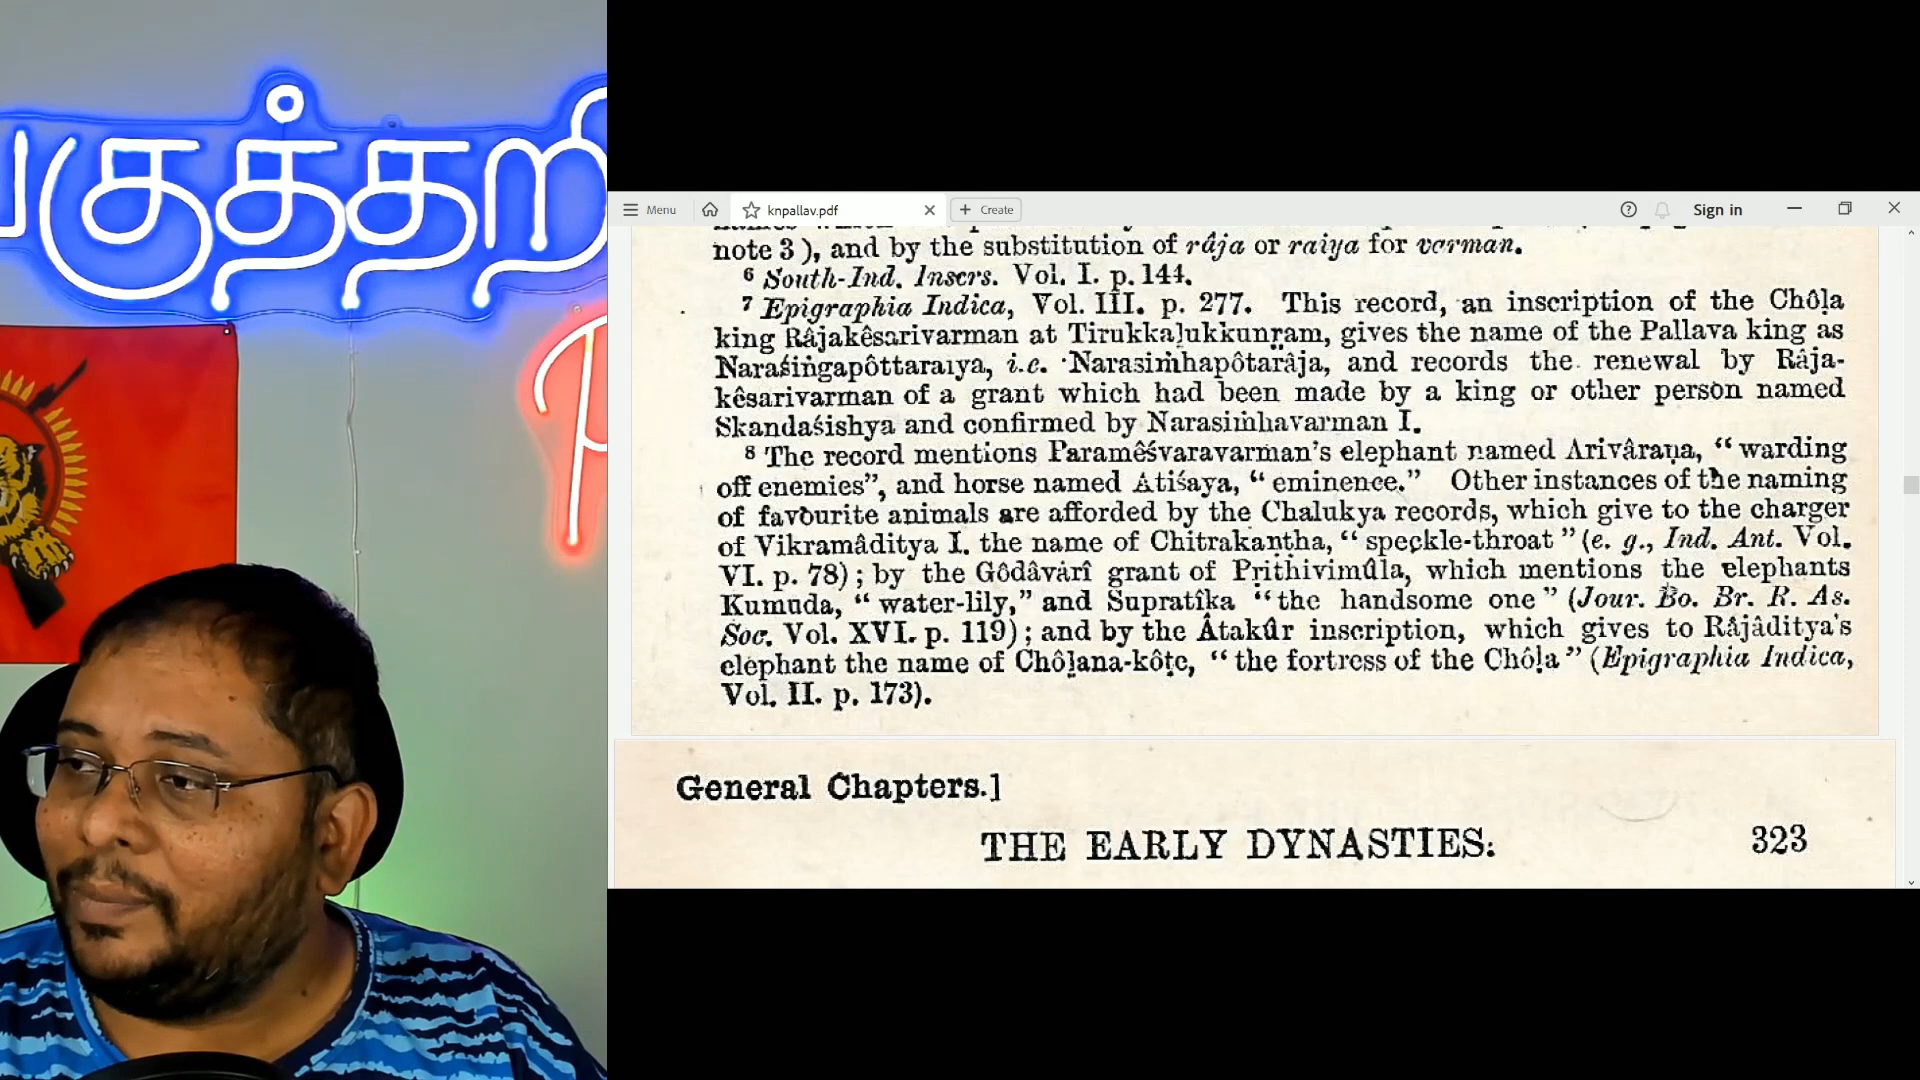 பகுத்தறி
Menu
knpallav.pdf
Create
Sign in
note 3 ), and by the substitution of râja or raiya for varman.
6 South-Ind. Inscrs. Vol. I. p. 144.
7 Epigraphia Indica, Vol. III. p. 277. This record, an inscription of the Chôḷa
king Râjakêsarivarman at Tirukkaḻukkunṛam, gives the name of the Pallava king as
Naraśiṅgapôttaraiya, i.e. Narasiṁhapôtarâja, and records the renewal by Râja-
kêsarivarman of a grant which had been made by a king or other person named
Skandaśishya and confirmed by Narasiṁhavarman I.
8 The record mentions Paramêśvaravarman's elephant named Arivâraṇa, “ warding
off enemies”, and horse named Atiśaya, “ eminence.” Other instances of the naming
of favourite animals are afforded by the Chalukya records, which give to the charger
of Vikramâditya I. the name of Chitrakaṇṭha, “ speckle-throat ” (e. g., Ind. Ant. Vol.
VI. p. 78) ; by the Gôdâvarî grant of Pṛithivimûla, which mentions the elephants
Kumuda, “ water-lily,” and Supratîka “ the handsome one ” (Jour. Bo. Br. R. As.
Soc. Vol. XVI. p. 119) ; and by the Âtakûr inscription, which gives to Râjâditya's
elephant the name of Chôḻana-kôṭe, “ the fortress of the Chôḷa ” (Epigraphia Indica,
Vol. II. p. 173).
General Chapters.]
THE EARLY DYNASTIES.
323